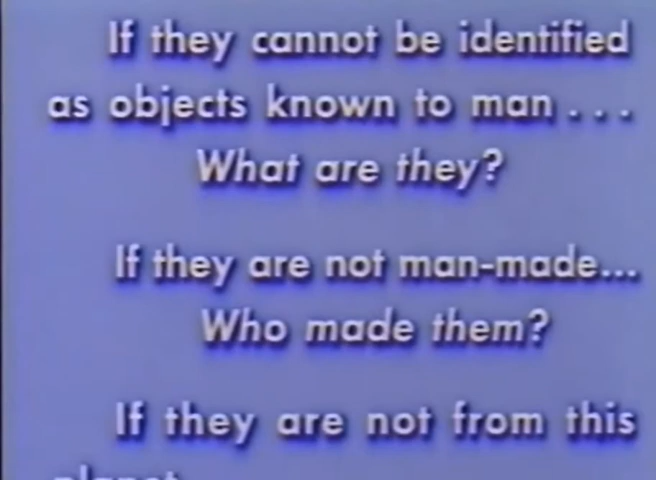 If they cannot be identified
as objects known to man . . .
What are they?
If they are not man-made...
Who made them?
If they are not from this
planet